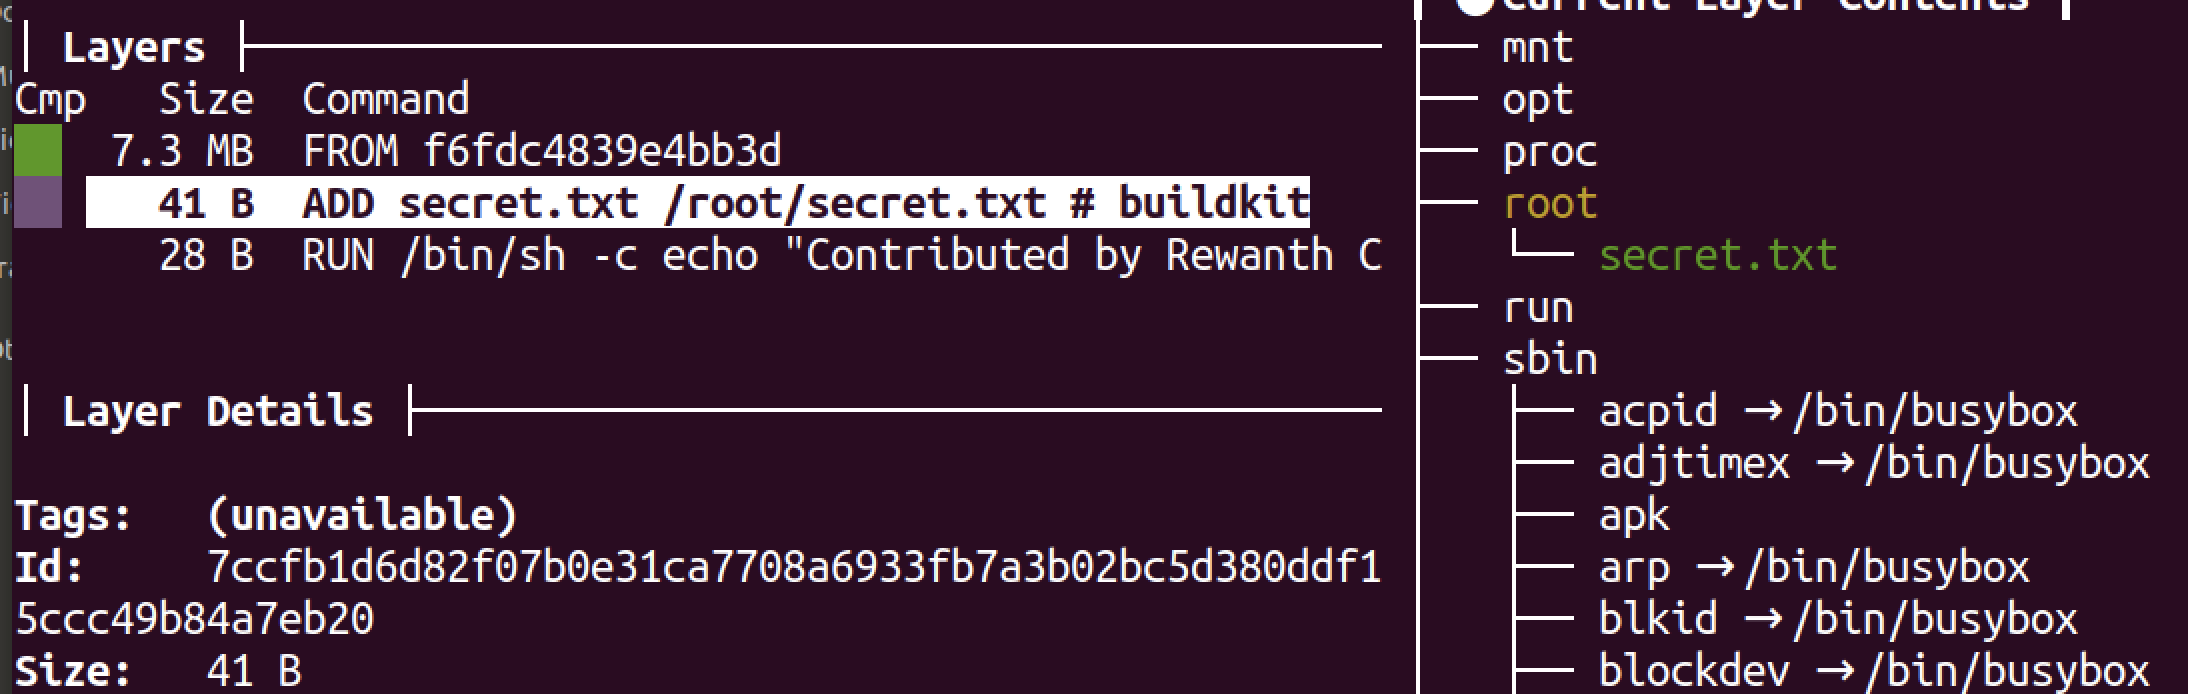 Layers
Cmp Size Command
7.3 MB FROM f6fdc4839e4bb3d
41 B ADD secret.txt /root/secret.txt # buildkit
28 B RUN /bin/sh -c echo "Contributed by Rewanth C
Layer Details
Tags: (unavailable)
Id: 7ccfb1d6d82f07b0e31ca7708a6933fb7a3b02bc5d380ddf1
5ccc49b84a7eb20
Size: 41 B
Current Layer Contents
mnt
opt
proc
root
secret.txt
run
sbin
acpid → /bin/busybox
adjtimex → /bin/busybox
apk
arp → /bin/busybox
blkid → /bin/busybox
blockdev → /bin/busybox